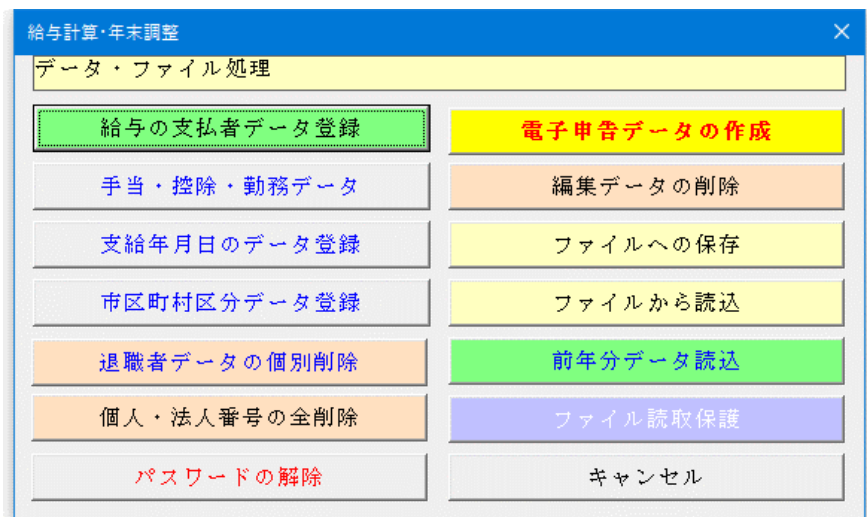 給与計算・年末調整
データ・ファイル処理
給与の支払者データ登録
電子申告データの作成
手当・控除・勤務データ
編集データの削除
支給年月日のデータ登録
ファイルへの保存
市区町村区分データ登録
ファイルから読込
退職者データの個別削除
前年分データ読込
個人・法人番号の全削除
ファイル読取保護
パスワードの解除
キャンセル